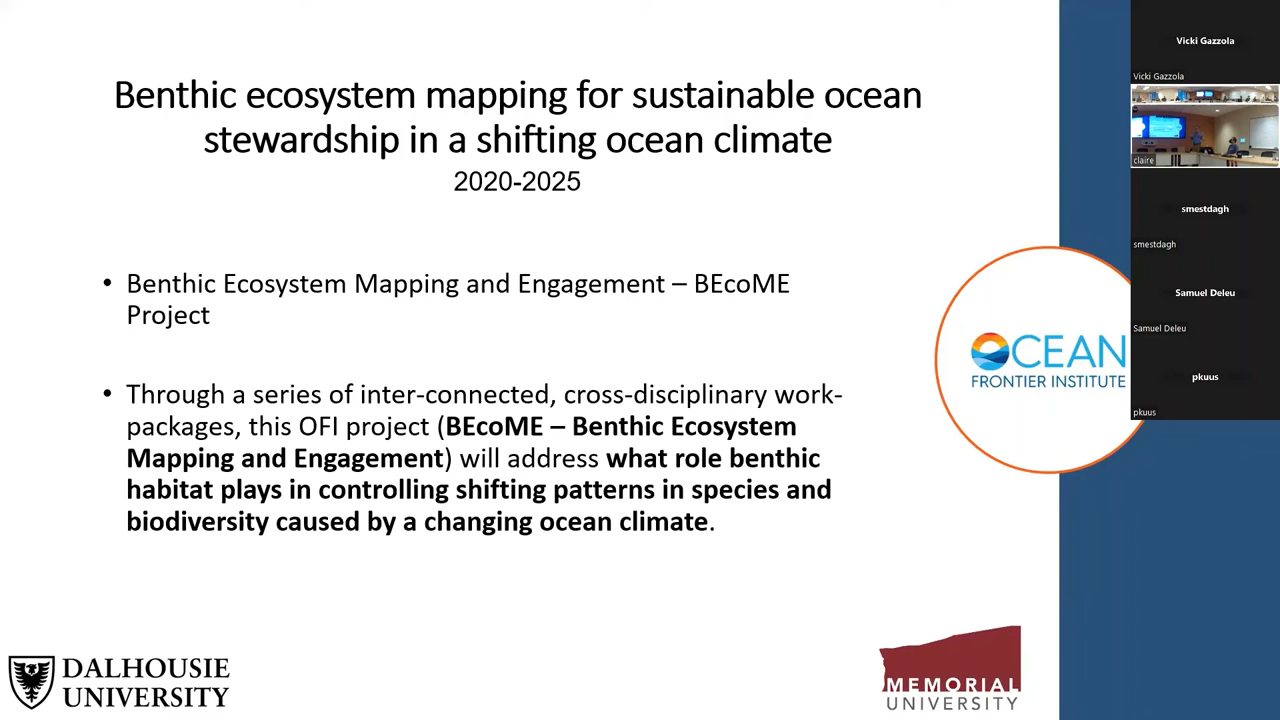 Benthic ecosystem mapping for sustainable ocean
stewardship in a shifting ocean climate
2020-2025
• Benthic Ecosystem Mapping and Engagement – BEcoME
Project
• Through a series of inter-connected, cross-disciplinary work-
packages, this OFI project (BEcoME – Benthic Ecosystem
Mapping and Engagement) will address what role benthic
habitat plays in controlling shifting patterns in species and
biodiversity caused by a changing ocean climate.
OCEAN
FRONTIER INSTITUTE
DALHOUSIE
UNIVERSITY
MEMORIAL
UNIVERSITY
Vicki Gazzola
Vicki Gazzola
claire
smestdagh
smestdagh
Samuel Deleu
Samuel Deleu
pkuus
pkuus